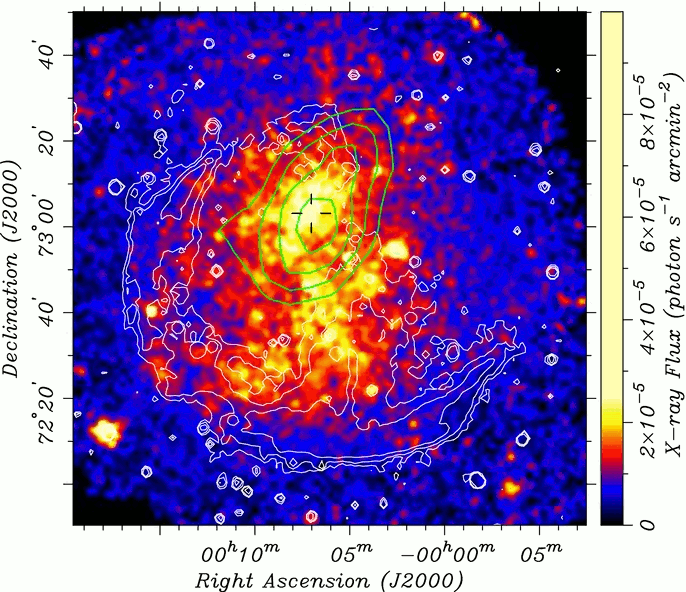 40'
20'
73°00'
40'
72°20'
Declination (J2000)
00h10m 05m −00h00m 05m
Right Ascension (J2000)
0 2×10−5 4×10−5 6×10−5 8×10−5
X−ray Flux (photon s−1 arcmin−2)